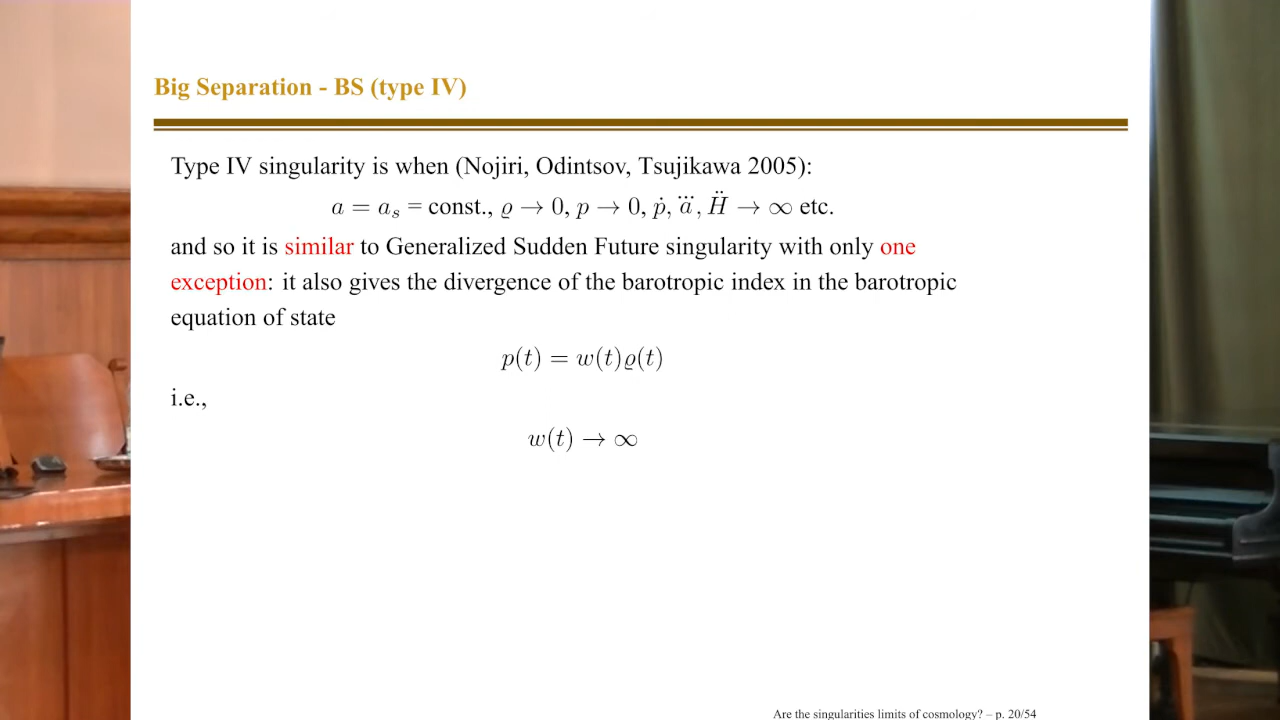 Big Separation - BS (type IV)
Type IV singularity is when (Nojiri, Odintsov, Tsujikawa 2005):
a = aₛ = const., ϱ → 0, p → 0, ṗ, a⃛, Ḧ → ∞ etc.
and so it is similar to Generalized Sudden Future singularity with only one
exception: it also gives the divergence of the barotropic index in the barotropic
equation of state
p(t) = w(t)ϱ(t)
i.e.,
w(t) → ∞
Are the singularities limits of cosmology? – p. 20/54